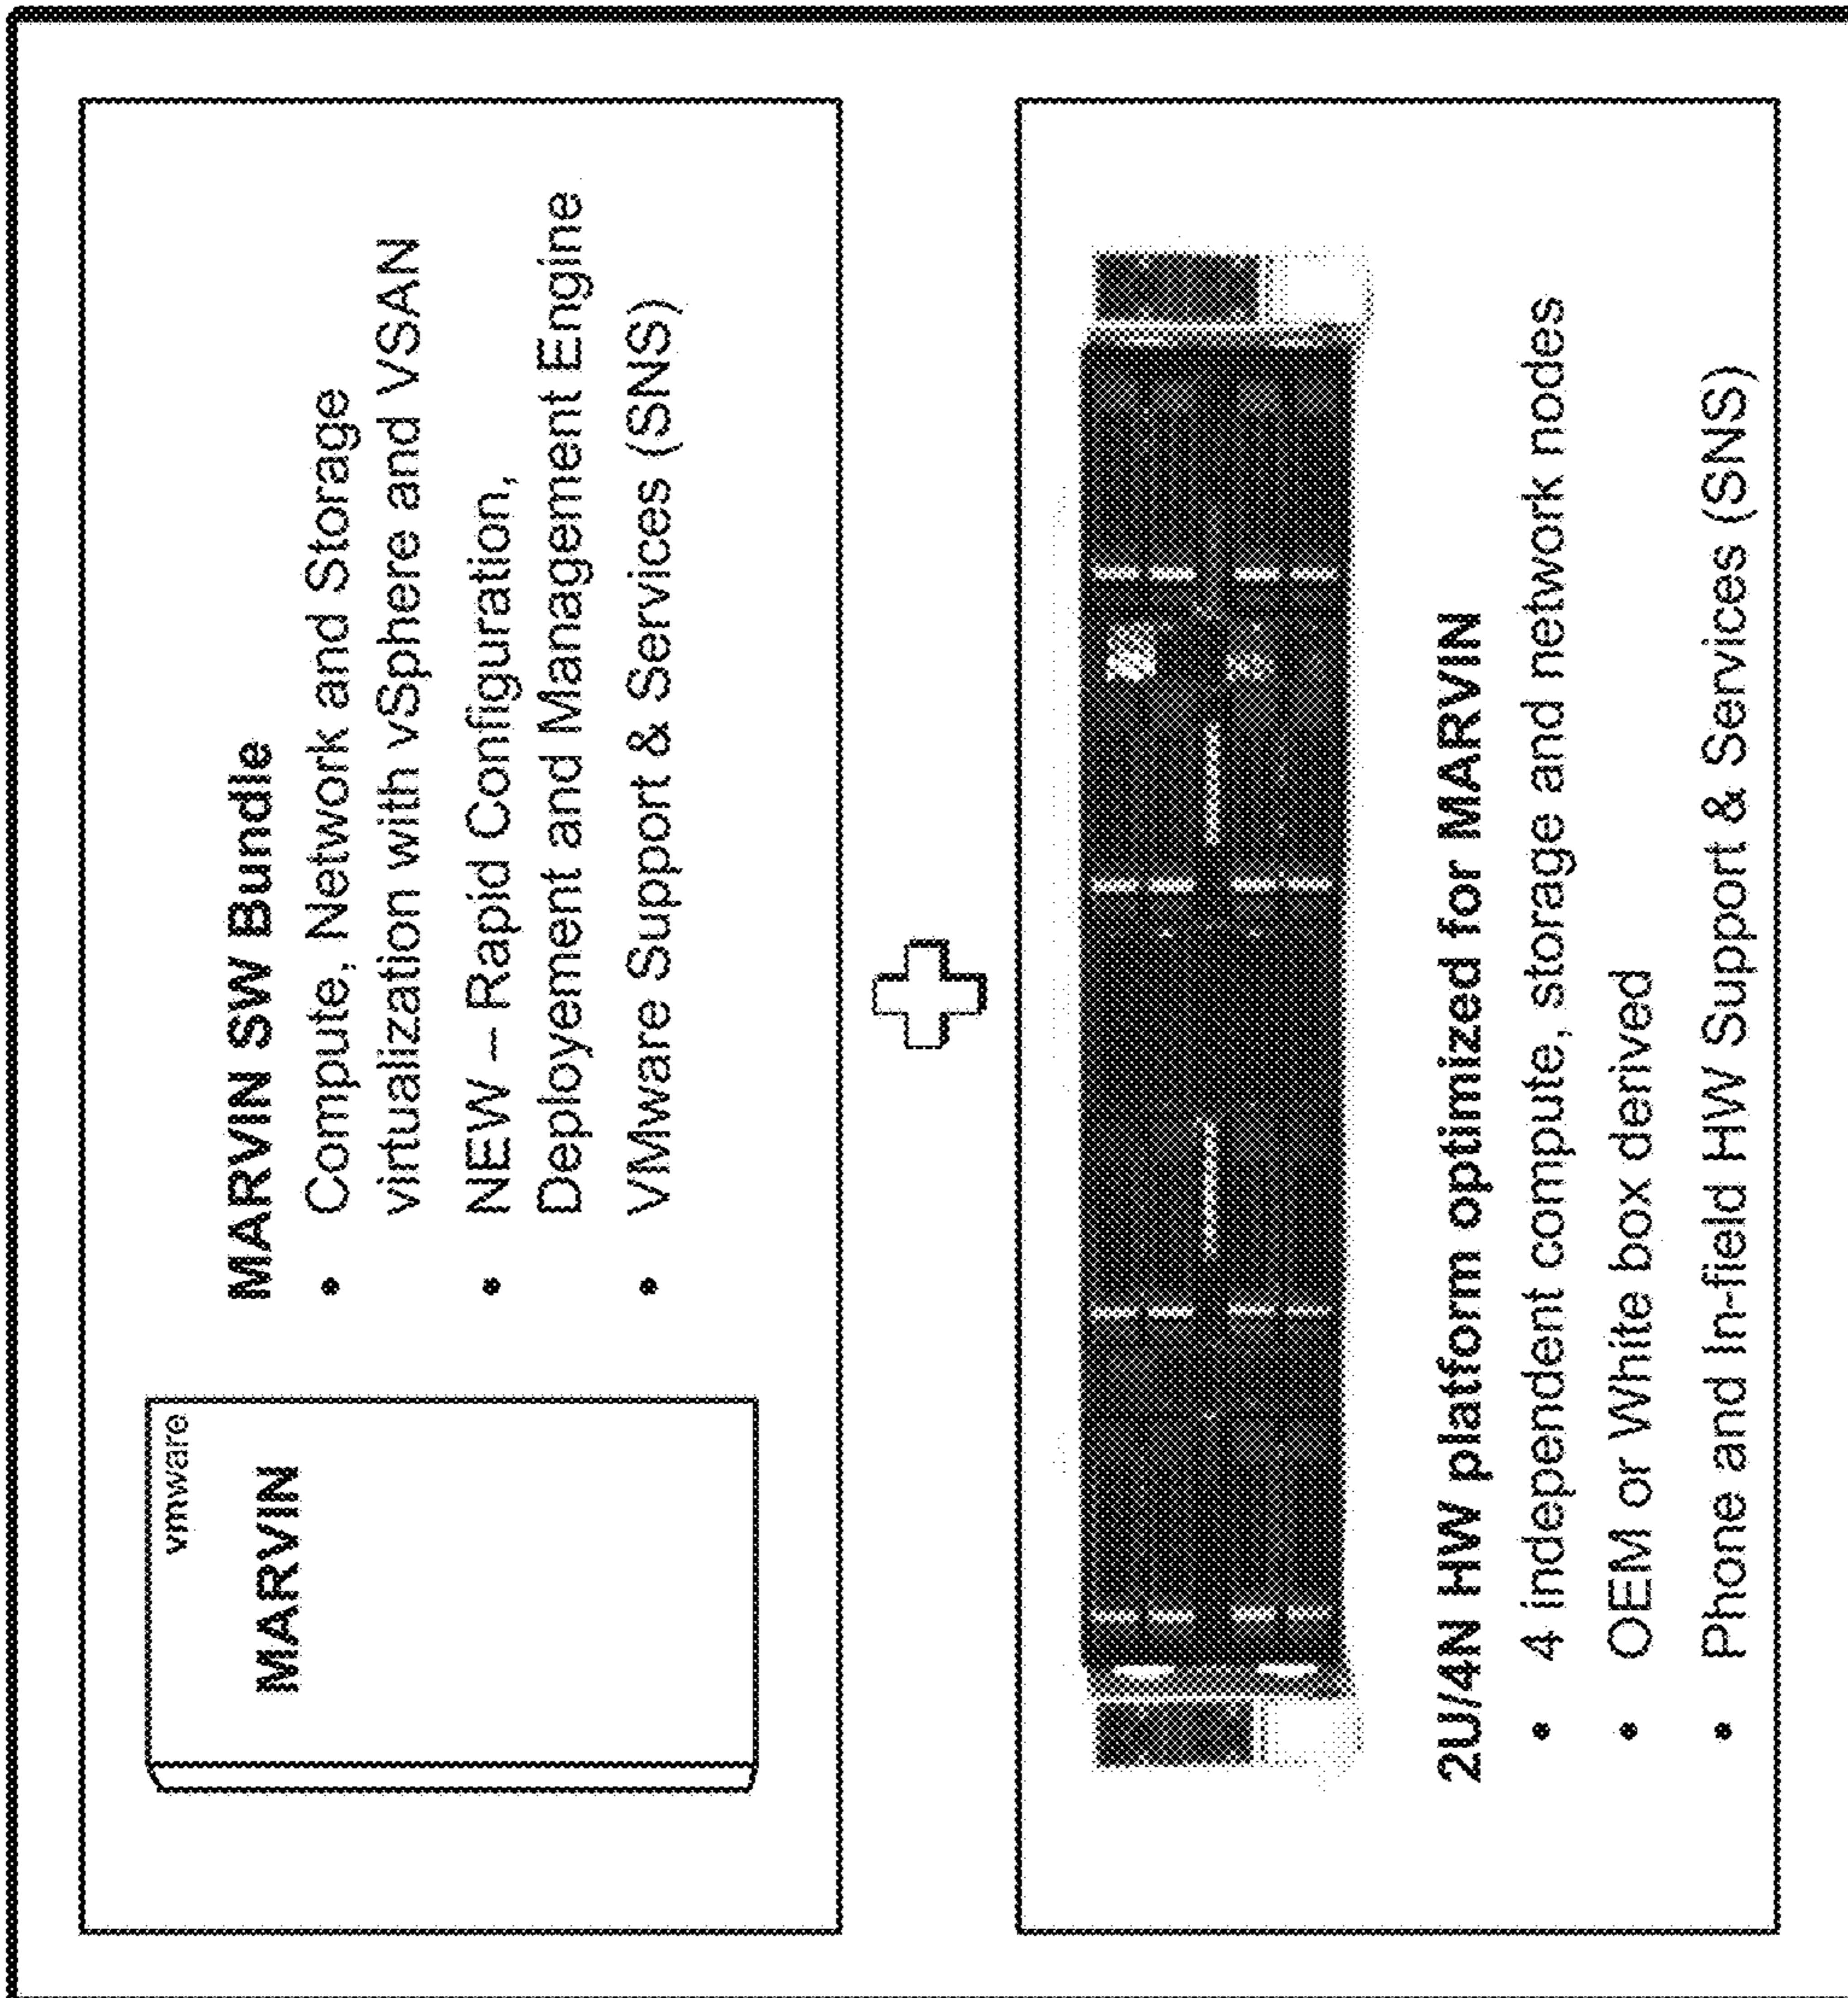 vmware
MARVIN
MARVIN SW Bundle
• Compute, Network and Storage
virtualization with vSphere and VSAN
• NEW – Rapid Configuration,
Deployement and Management Engine
• VMware Support & Services (SNS)
2U/4N HW platform optimized for MARVIN
• 4 independent compute, storage and network nodes
• OEM or White box derived
• Phone and In-field HW Support & Services (SNS)